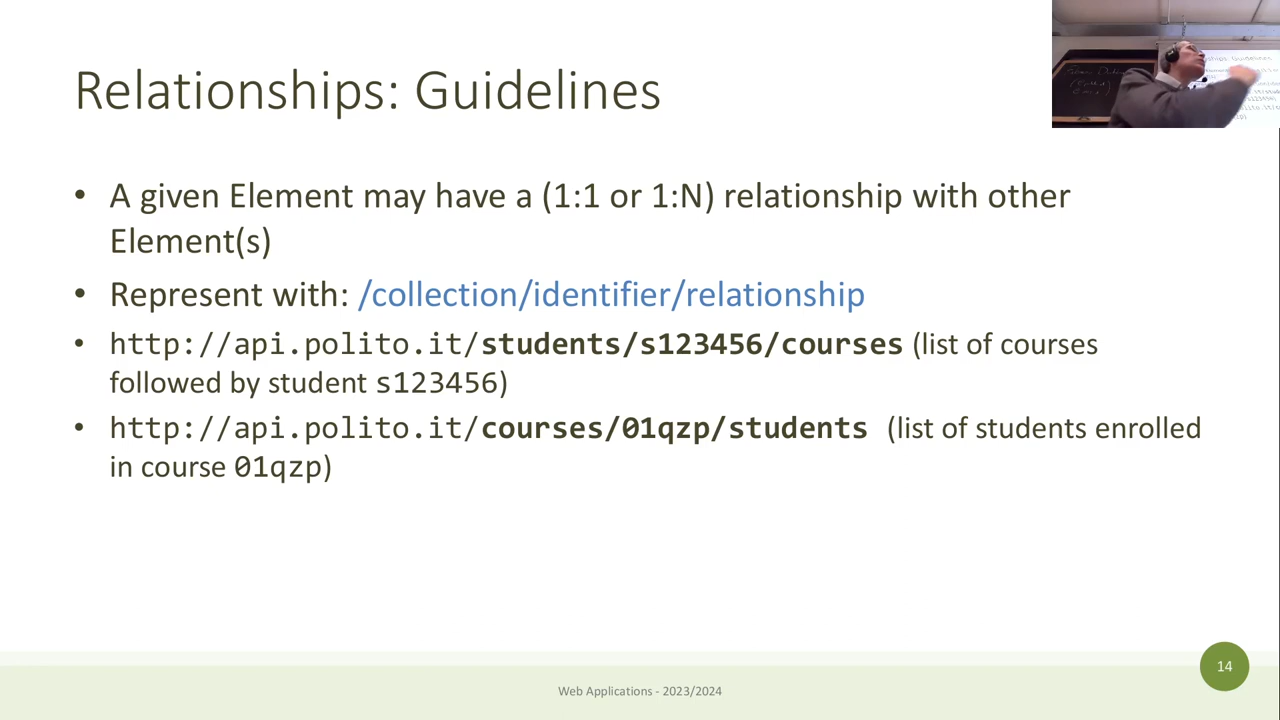 Relationships: Guidelines
• A given Element may have a (1:1 or 1:N) relationship with other
Element(s)
• Represent with: /collection/identifier/relationship
• http://api.polito.it/students/s123456/courses (list of courses
followed by student s123456)
• http://api.polito.it/courses/01qzp/students (list of students enrolled
in course 01qzp)
14
Web Applications - 2023/2024